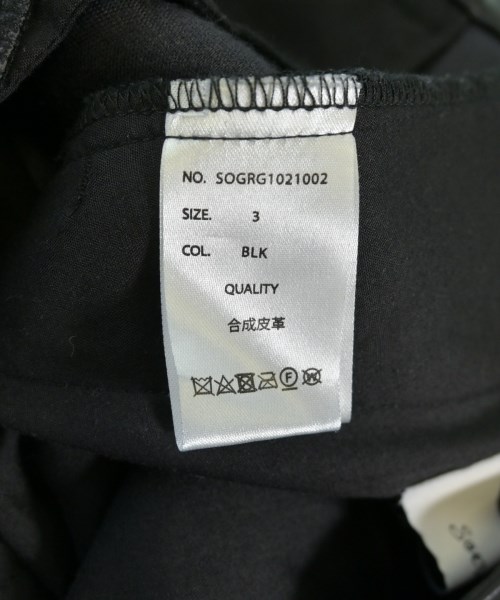 NO. SOGRG1021002
SIZE. 3
COL. BLK
QUALITY
合成皮革
F W